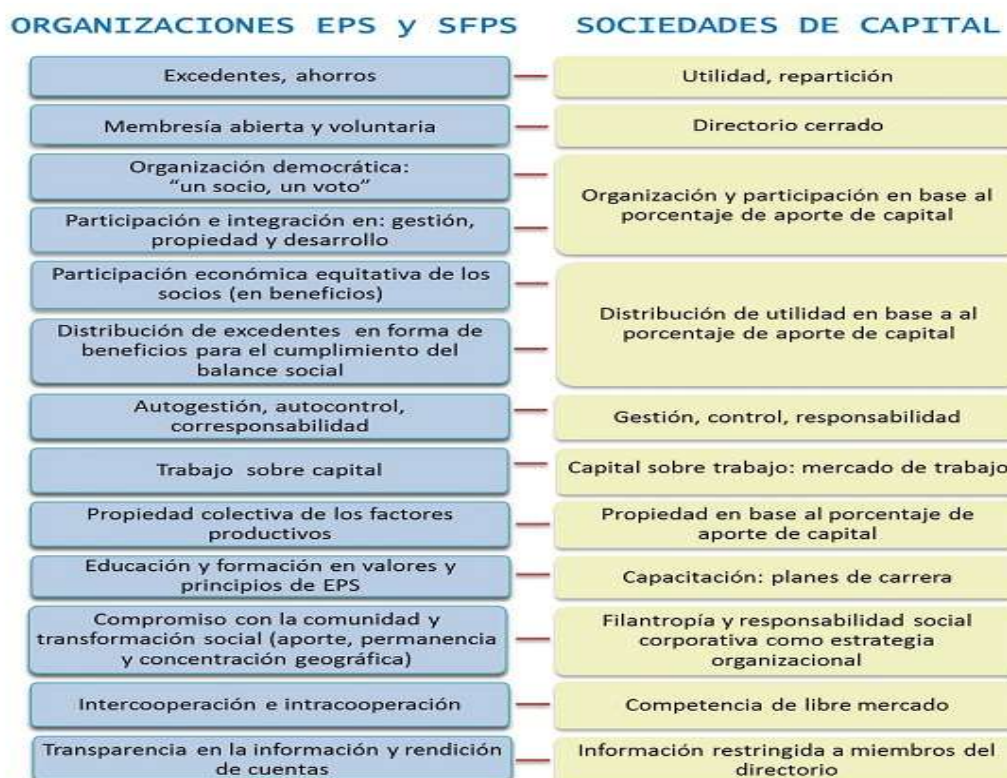 ORGANIZACIONES EPS y SFPS
SOCIEDADES DE CAPITAL
Excedentes, ahorros
Utilidad, repartición
Membresía abierta y voluntaria
Directorio cerrado
Organización democrática:
“un socio, un voto”
Organización y participación en base al
porcentaje de aporte de capital
Participación e integración en: gestión,
propiedad y desarrollo
Participación económica equitativa de los
socios (en beneficios)
Distribución de utilidad en base a al
porcentaje de aporte de capital
Distribución de excedentes en forma de
beneficios para el cumplimiento del
balance social
Autogestión, autocontrol,
corresponsabilidad
Gestión, control, responsabilidad
Trabajo sobre capital
Capital sobre trabajo: mercado de trabajo
Propiedad colectiva de los factores
productivos
Propiedad en base al porcentaje de
aporte de capital
Educación y formación en valores y
principios de EPS
Capacitación: planes de carrera
Compromiso con la comunidad y
transformación social (aporte, permanencia
y concentración geográfica)
Filantropía y responsabilidad social
corporativa como estrategia
organizacional
Intercooperación e intracooperación
Competencia de libre mercado
Transparencia en la información y rendición
de cuentas
Información restringida a miembros del
directorio